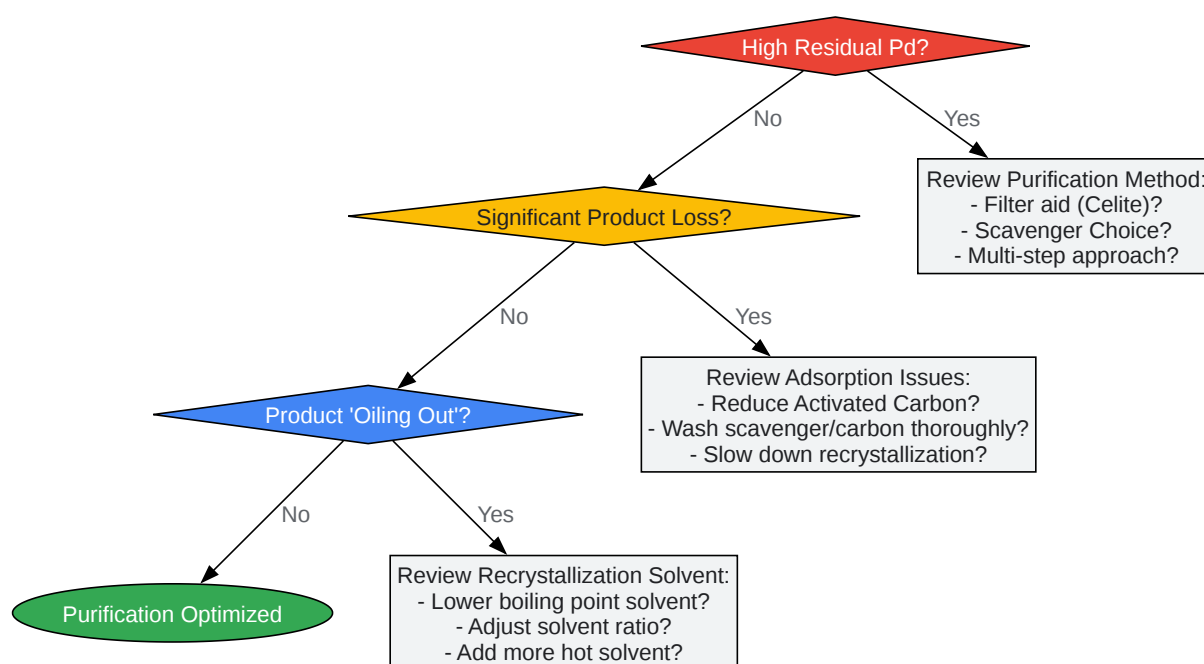 High Residual Pd?
No
Yes
Review Purification Method:
- Filter aid (Celite)?
- Scavenger Choice?
- Multi-step approach?
Significant Product Loss?
No
Yes
Review Adsorption Issues:
- Reduce Activated Carbon?
- Wash scavenger/carbon thoroughly?
- Slow down recrystallization?
Product 'Oiling Out'?
No
Yes
Purification Optimized
Review Recrystallization Solvent:
- Lower boiling point solvent?
- Adjust solvent ratio?
- Add more hot solvent?